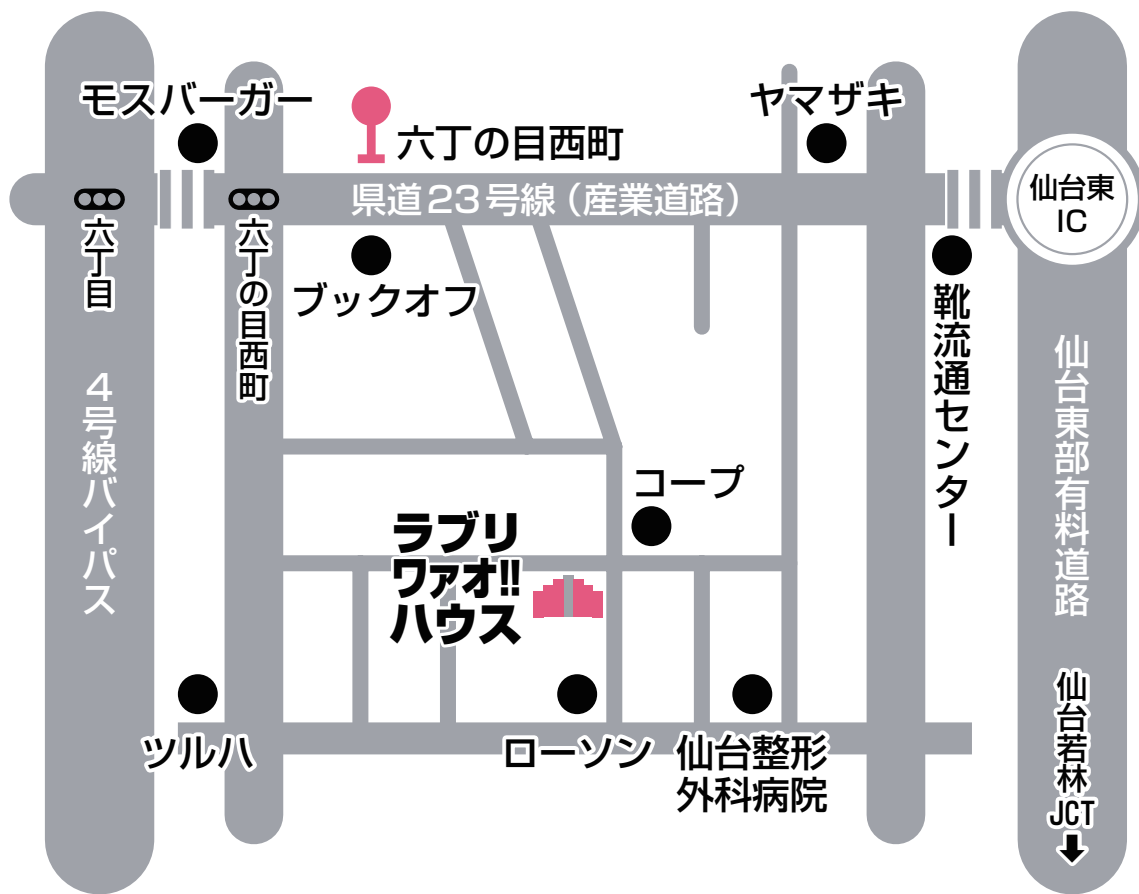 モスバーガー
ヤマザキ
六丁の目西町
県道23号線（産業道路）
仙台東
IC
六丁目
六丁の目西町
ブックオフ
靴流通センター
4号線バイパス
仙台東部有料道路
コープ
ラブリ
ワァオ!!
ハウス
ツルハ
ローソン
仙台整形
外科病院
仙台若林
JCT